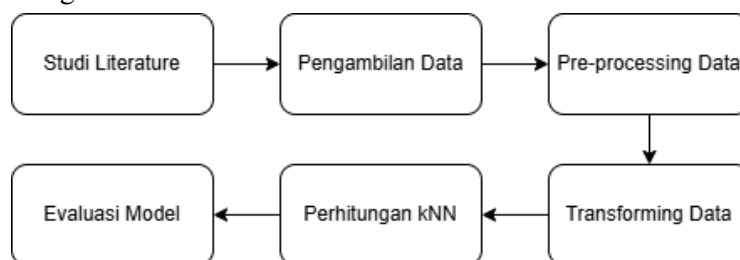 Studi Literature
Pengambilan Data
Pre-processing Data
Transforming Data
Perhitungan kNN
Evaluasi Model